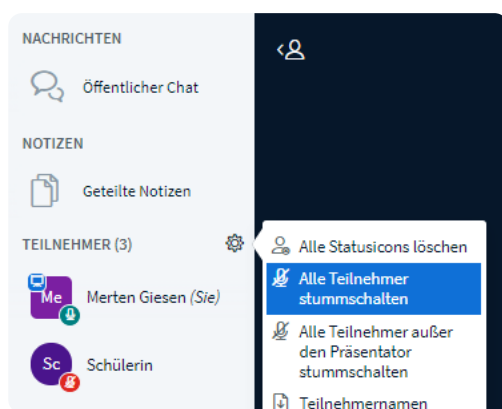 NACHRICHTEN
Öffentlicher Chat
NOTIZEN
Geteilte Notizen
TEILNEHMER (3)
Me
Merten Giesen (Sie)
Sc
Schülerin
Alle Statusicons löschen
Alle Teilnehmer
stummschalten
Alle Teilnehmer außer
den Präsentator
stummschalten
Teilnehmernamen